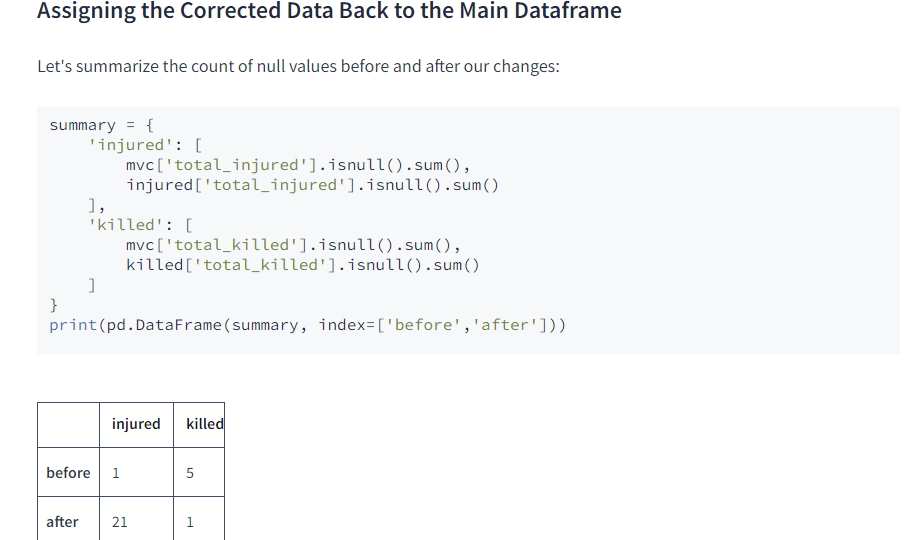 Assigning the Corrected Data Back to the Main Dataframe
Let's summarize the count of null values before and after our changes:
summary = {
    'injured': [
        mvc['total_injured'].isnull().sum(),
        injured['total_injured'].isnull().sum()
    ],
    'killed': [
        mvc['total_killed'].isnull().sum(),
        killed['total_killed'].isnull().sum()
    ]
}
print(pd.DataFrame(summary, index=['before','after']))
injured killed
before 1 5
after 21 1